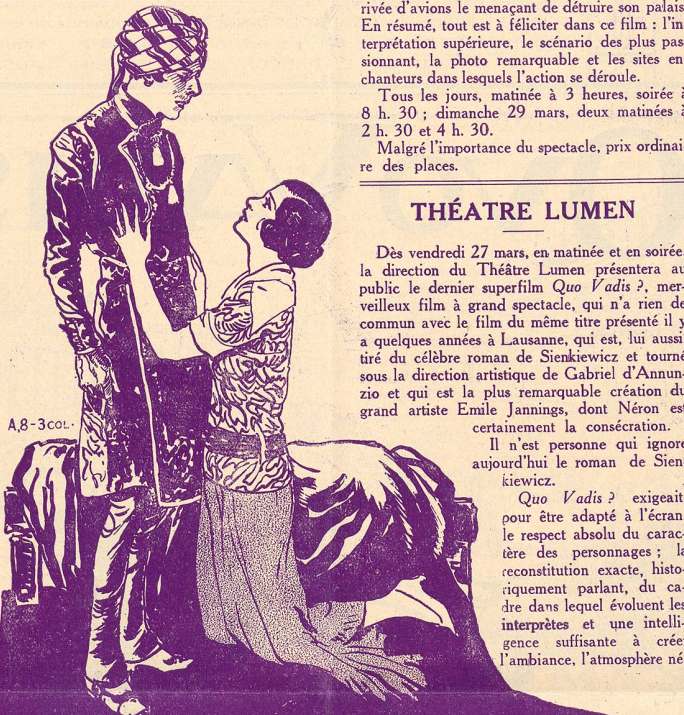 rivée d'avions le menaçant de détruire son palais
En résumé, tout est à féliciter dans ce film : l'in
terprétation supérieure, le scénario des plus pas
sionnant, la photo remarquable et les sites en
chanteurs dans lesquels l'action se déroule.
Tous les jours, matinée à 3 heures, soirée à
8 h. 30 ; dimanche 29 mars, deux matinées à
2 h. 30 et 4 h. 30.
Malgré l'importance du spectacle, prix ordinai
re des places.
THÉATRE LUMEN
Dès vendredi 27 mars, en matinée et en soirée,
la direction du Théâtre Lumen présentera au
public le dernier superfilm Quo Vadis ?, mer-
veilleux film à grand spectacle, qui n'a rien de
commun avec le film du même titre présenté il y
a quelques années à Lausanne, qui est, lui aussi
tiré du célèbre roman de Sienkiewicz et tourné
sous la direction artistique de Gabriel d'Annun-
zio et qui est la plus remarquable création du
grand artiste Emile Jannings, dont Néron est
certainement la consécration.
Il n'est personne qui ignore
aujourd'hui le roman de Sien
kiewicz.
Quo Vadis ? exigeait
pour être adapté à l'écran
le respect absolu du carac-
tère des personnages ; la
reconstitution exacte, histo-
riquement parlant, du ca-
dre dans lequel évoluent les
interprètes et une intelli-
gence suffisante à créer
l'ambiance, l'atmosphère né
A,8-3COL.